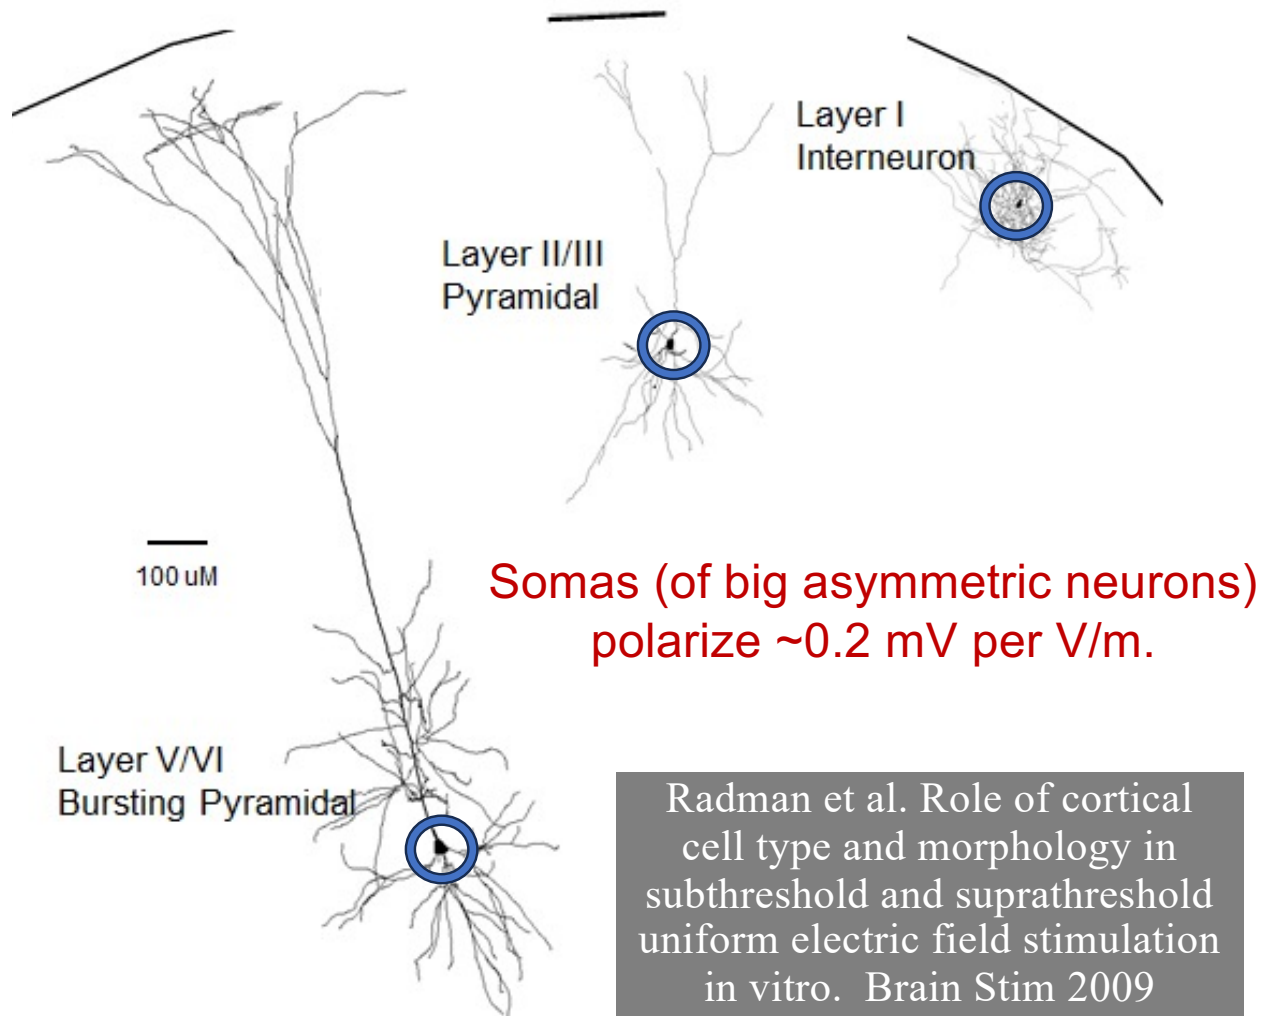 Layer I
Interneuron
Layer II/III
Pyramidal
100 uM
Somas (of big asymmetric neurons)
polarize ~0.2 mV per V/m.
Layer V/VI
Bursting Pyramidal
Radman et al. Role of cortical
cell type and morphology in
subthreshold and suprathreshold
uniform electric field stimulation
in vitro.  Brain Stim 2009